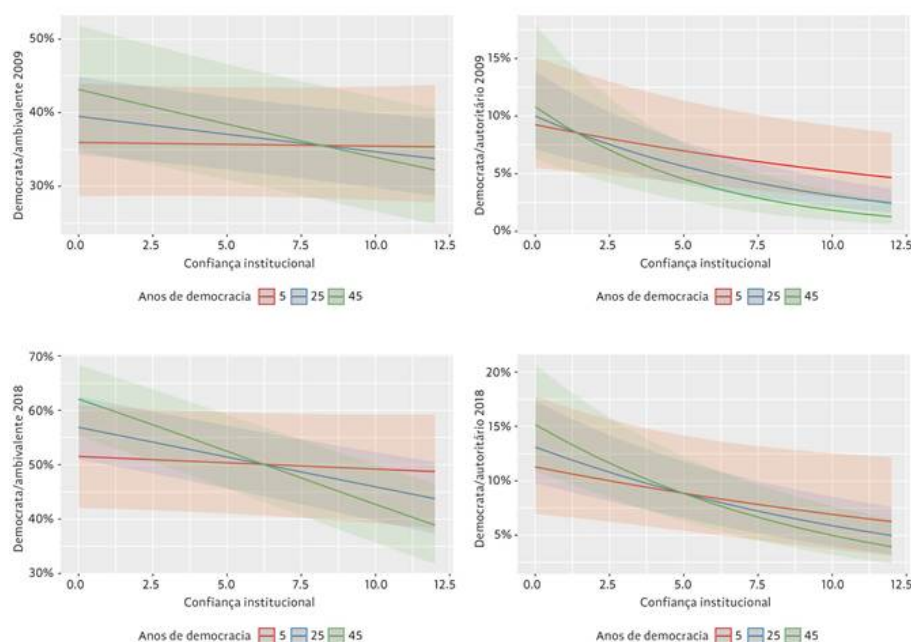 Democrata/ambivalente 2009
50%
40%
30%
0.0 2.5 5.0 7.5 10.0 12.5
Confiança institucional
Anos de democracia 5 25 45
Democrata/autoritário 2009
15%
10%
5%
0%
0.0 2.5 5.0 7.5 10.0 12.5
Confiança institucional
Anos de democracia 5 25 45
Democrata/ambivalente 2018
70%
60%
50%
40%
30%
0.0 2.5 5.0 7.5 10.0 12.5
Confiança institucional
Anos de democracia 5 25 45
Democrata/autoritário 2018
20%
15%
10%
5%
0.0 2.5 5.0 7.5 10.0 12.5
Confiança institucional
Anos de democracia 5 25 45